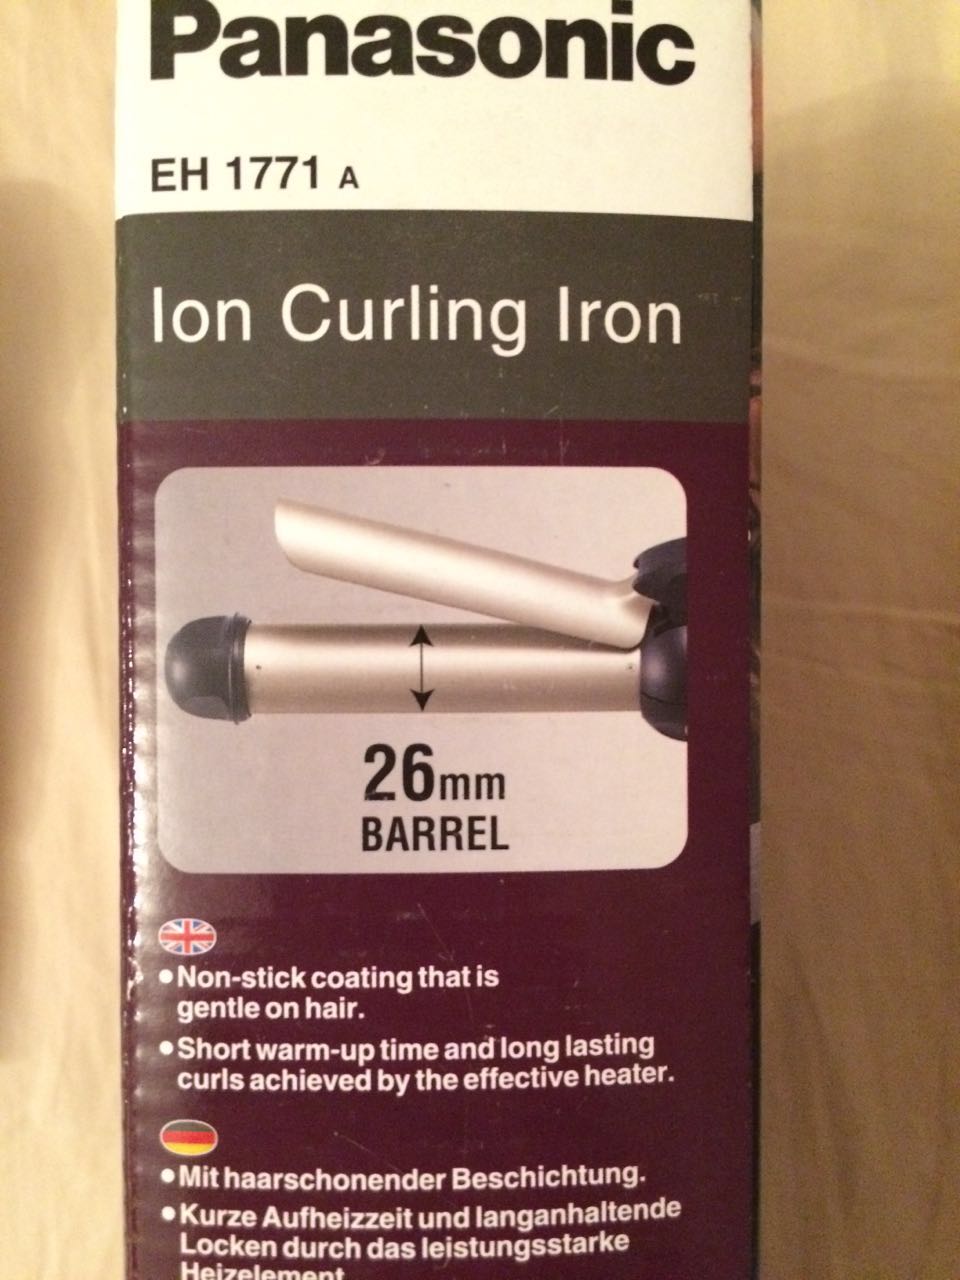 Panasonic
EH 1771 A
Ion Curling Iron
26mm
BARREL
•Non-stick coating that is
gentle on hair.
•Short warm-up time and long lasting
curls achieved by the effective heater.
•Mit haarschonender Beschichtung.
•Kurze Aufheizzeit und langanhaltende
Locken durch das leistungsstarke
Heizelement